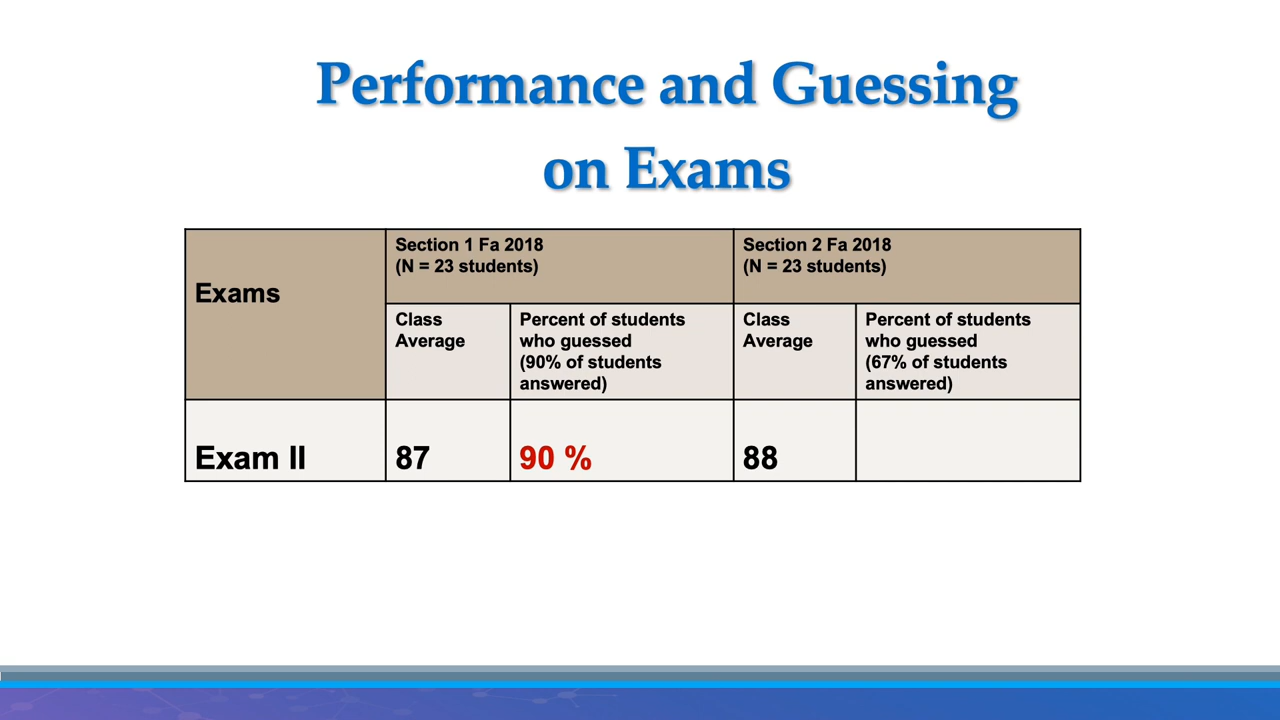 Performance and Guessing
on Exams
Exams
Section 1 Fa 2018
(N = 23 students)
Section 2 Fa 2018
(N = 23 students)
Class
Average
Percent of students
who guessed
(90% of students
answered)
Class
Average
Percent of students
who guessed
(67% of students
answered)
Exam II
87
90 %
88